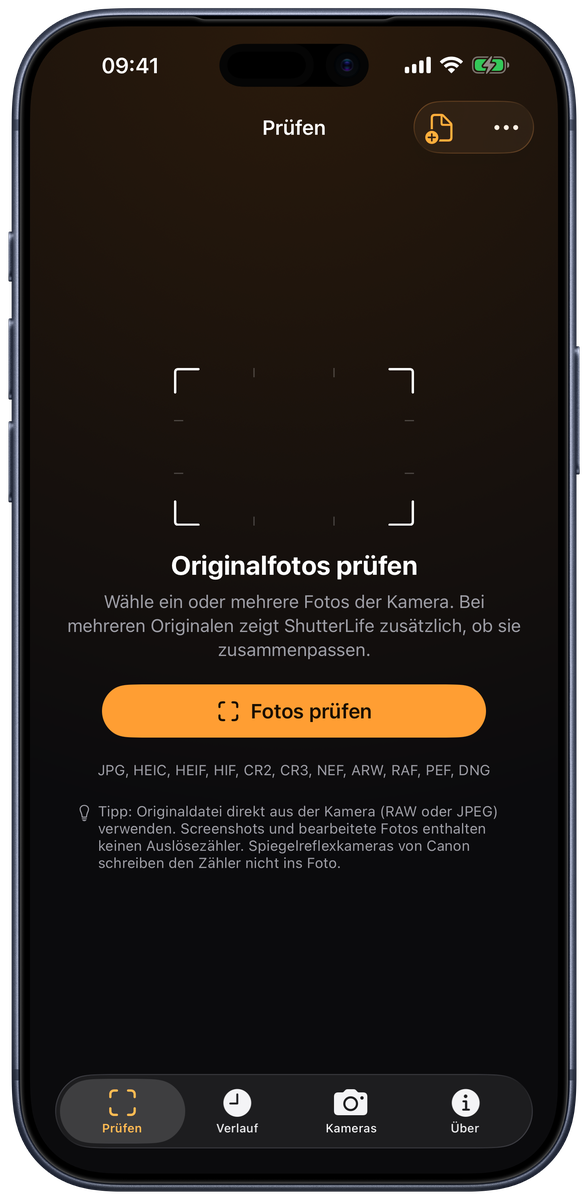 09:41
Prüfen
Originalfotos prüfen
Wähle ein oder mehrere Fotos der Kamera. Bei
mehreren Originalen zeigt ShutterLife zusätzlich, ob sie
zusammenpassen.
Fotos prüfen
JPG, HEIC, HEIF, HIF, CR2, CR3, NEF, ARW, RAF, PEF, DNG
Tipp: Originaldatei direkt aus der Kamera (RAW oder JPEG)
verwenden. Screenshots und bearbeitete Fotos enthalten
keinen Auslösezähler. Spiegelreflexkameras von Canon
schreiben den Zähler nicht ins Foto.
Prüfen
Verlauf
Kameras
Über